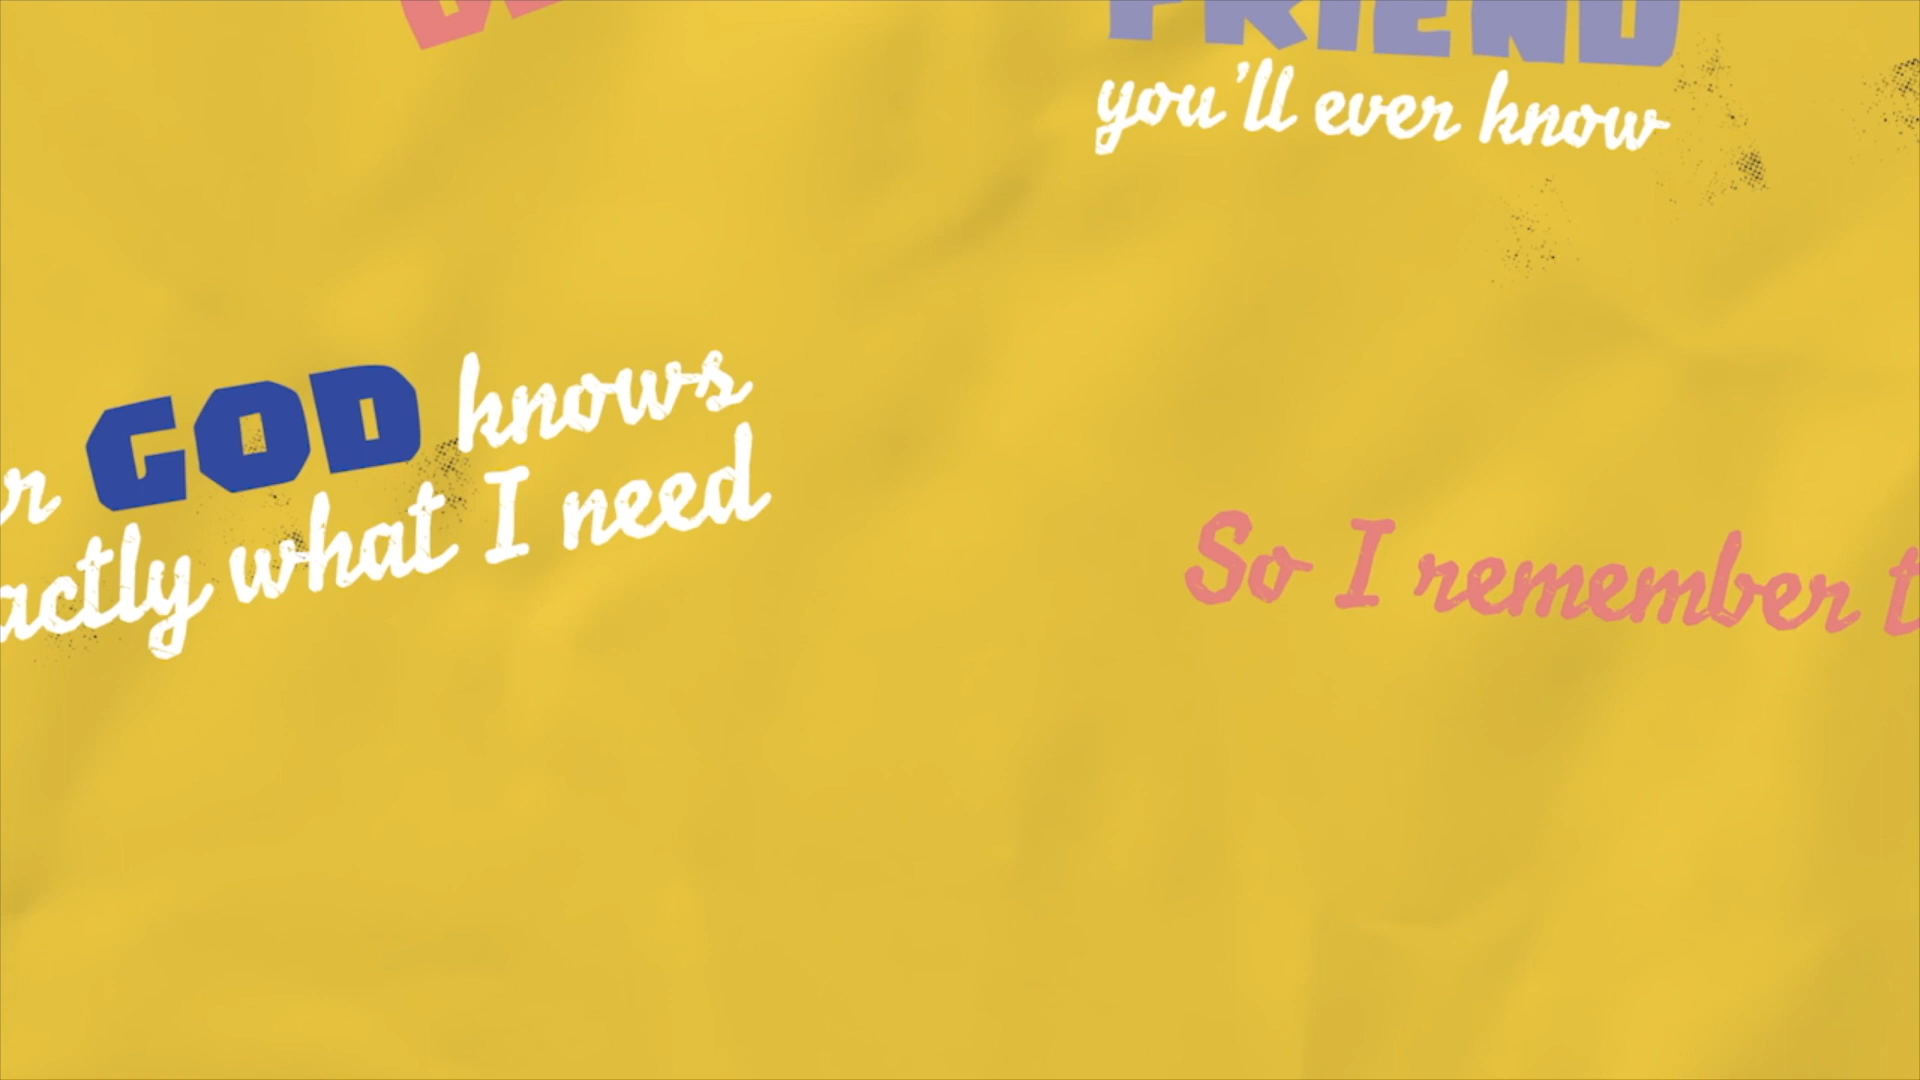 FRIEND
you'll ever know
GOD knows
what I need
So I remember